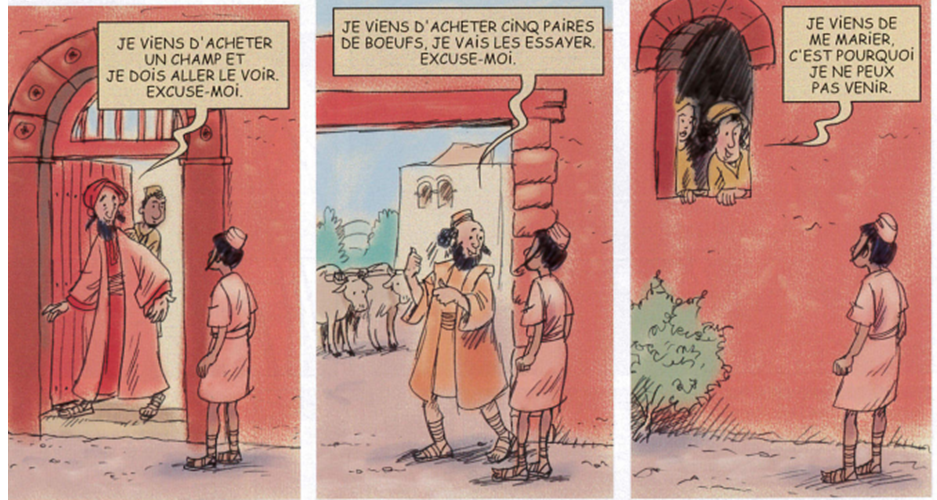 JE VIENS D'ACHETER
UN CHAMP ET
JE DOIS ALLER LE VOIR.
EXCUSE-MOI.
JE VIENS D'ACHETER CINQ PAIRES
DE BOEUFS, JE VAIS LES ESSAYER.
EXCUSE-MOI.
JE VIENS DE
ME MARIER,
C'EST POURQUOI
JE NE PEUX
PAS VENIR.